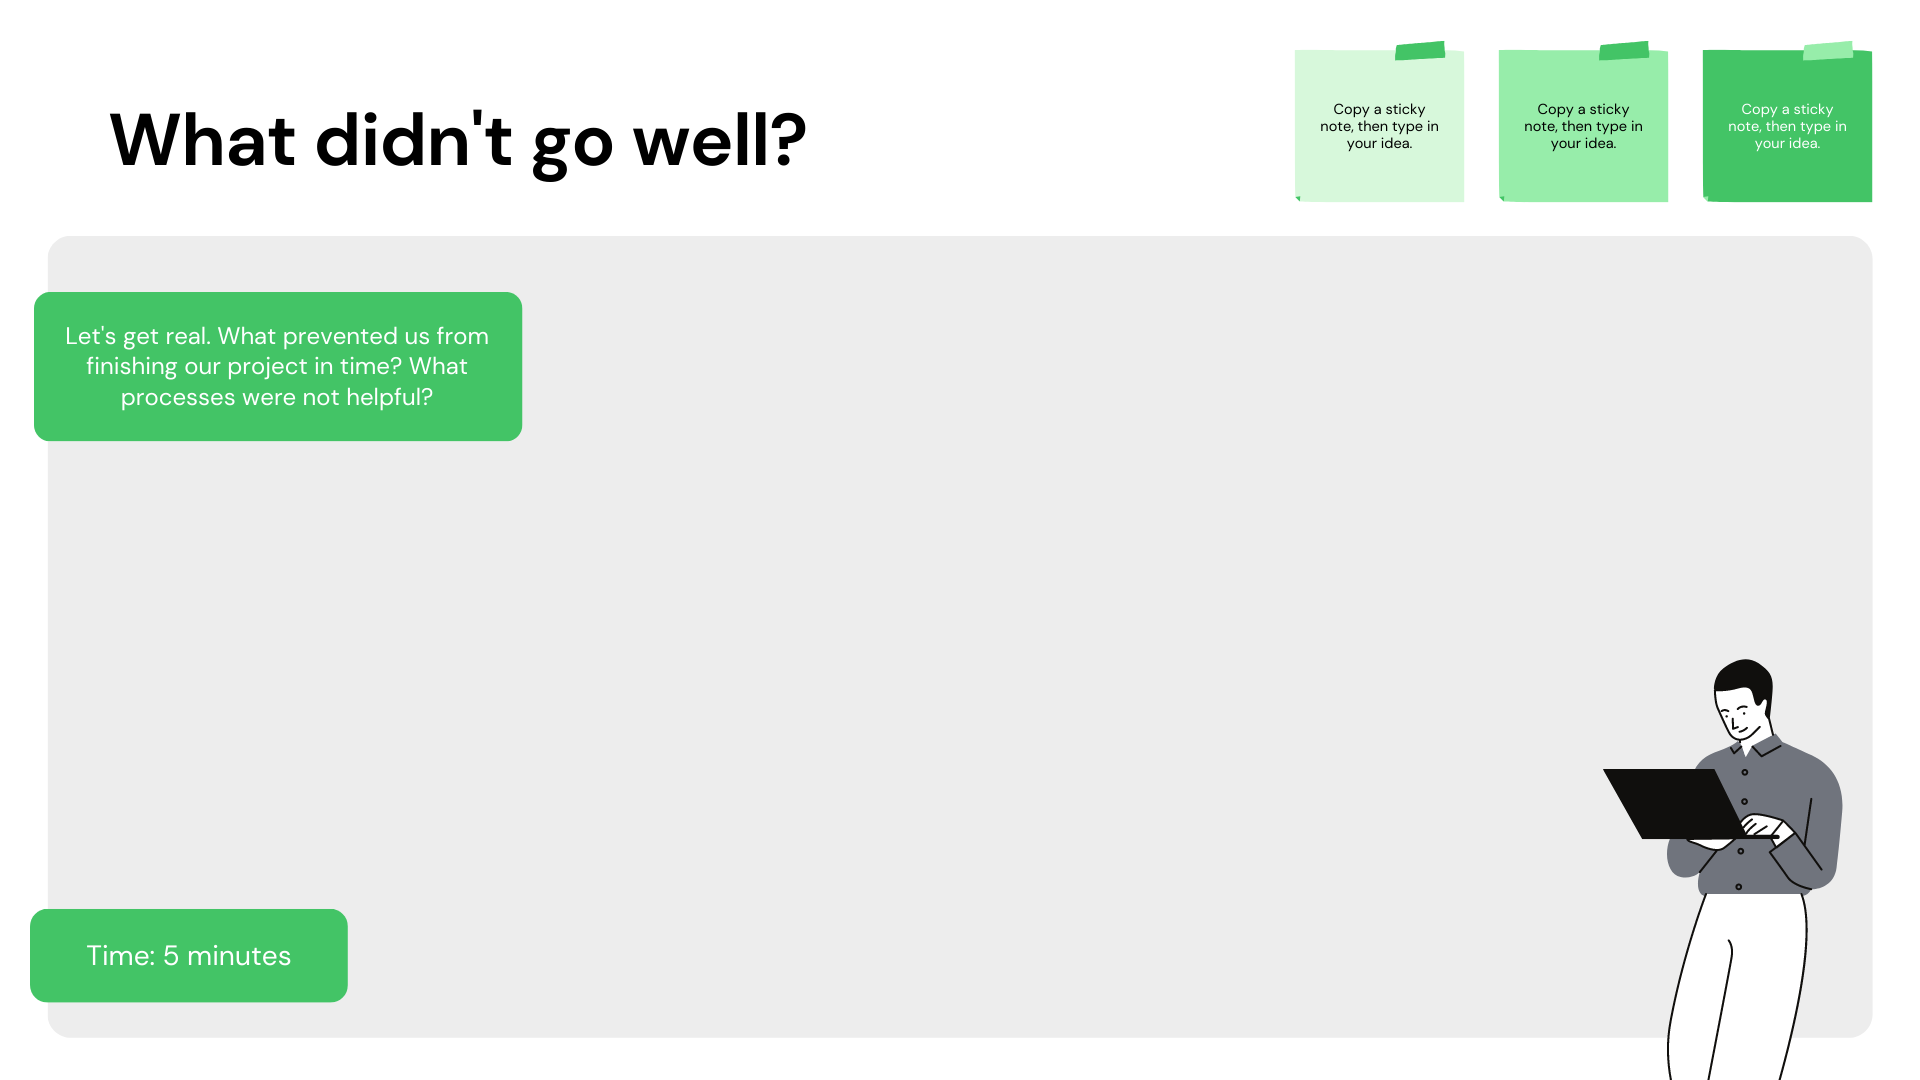 What didn't go well?
Copy a sticky
note, then type in
your idea.
Copy a sticky
note, then type in
your idea.
Copy a sticky
note, then type in
your idea.
Let's get real. What prevented us from
finishing our project in time? What
processes were not helpful?
Time: 5 minutes